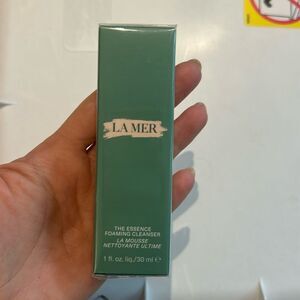 LA MER
THE ESSENCE
FOAMING CLEANSER
LA MOUSSE
NETTOYANTE ULTIME
1 fl. oz. liq./30 ml ℮